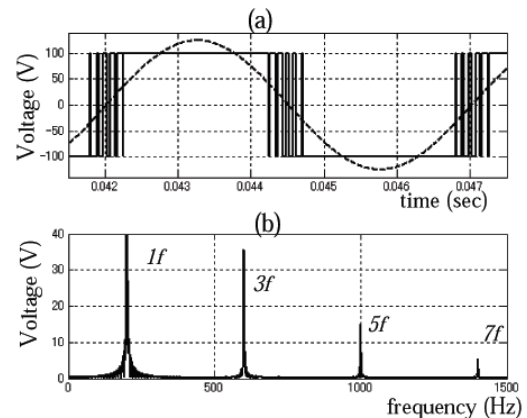 (a)
Voltage (V)
100
50
0
-50
-100
0.042 0.043 0.044 0.045 0.046 0.047
time (sec)
(b)
Voltage (V)
40
30
20
10
0
1f
3f
5f
7f
0 500 1000 1500
frequency (Hz)